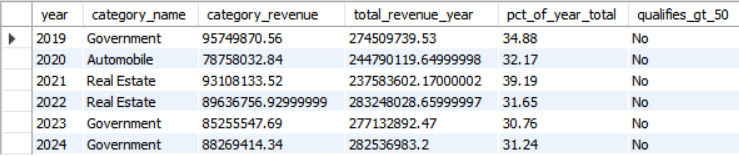 year category_name category_revenue total_revenue_year pct_of_year_total qualifies_gt_50
2019 Government 95749870.56 274509739.53 34.88 No
2020 Automobile 78758032.84 244790119.64999998 32.17 No
2021 Real Estate 93108133.52 237583602.17000002 39.19 No
2022 Real Estate 89636756.92999999 283248028.65999997 31.65 No
2023 Government 85255547.69 277132892.47 30.76 No
2024 Government 88269414.34 282536983.2 31.24 No